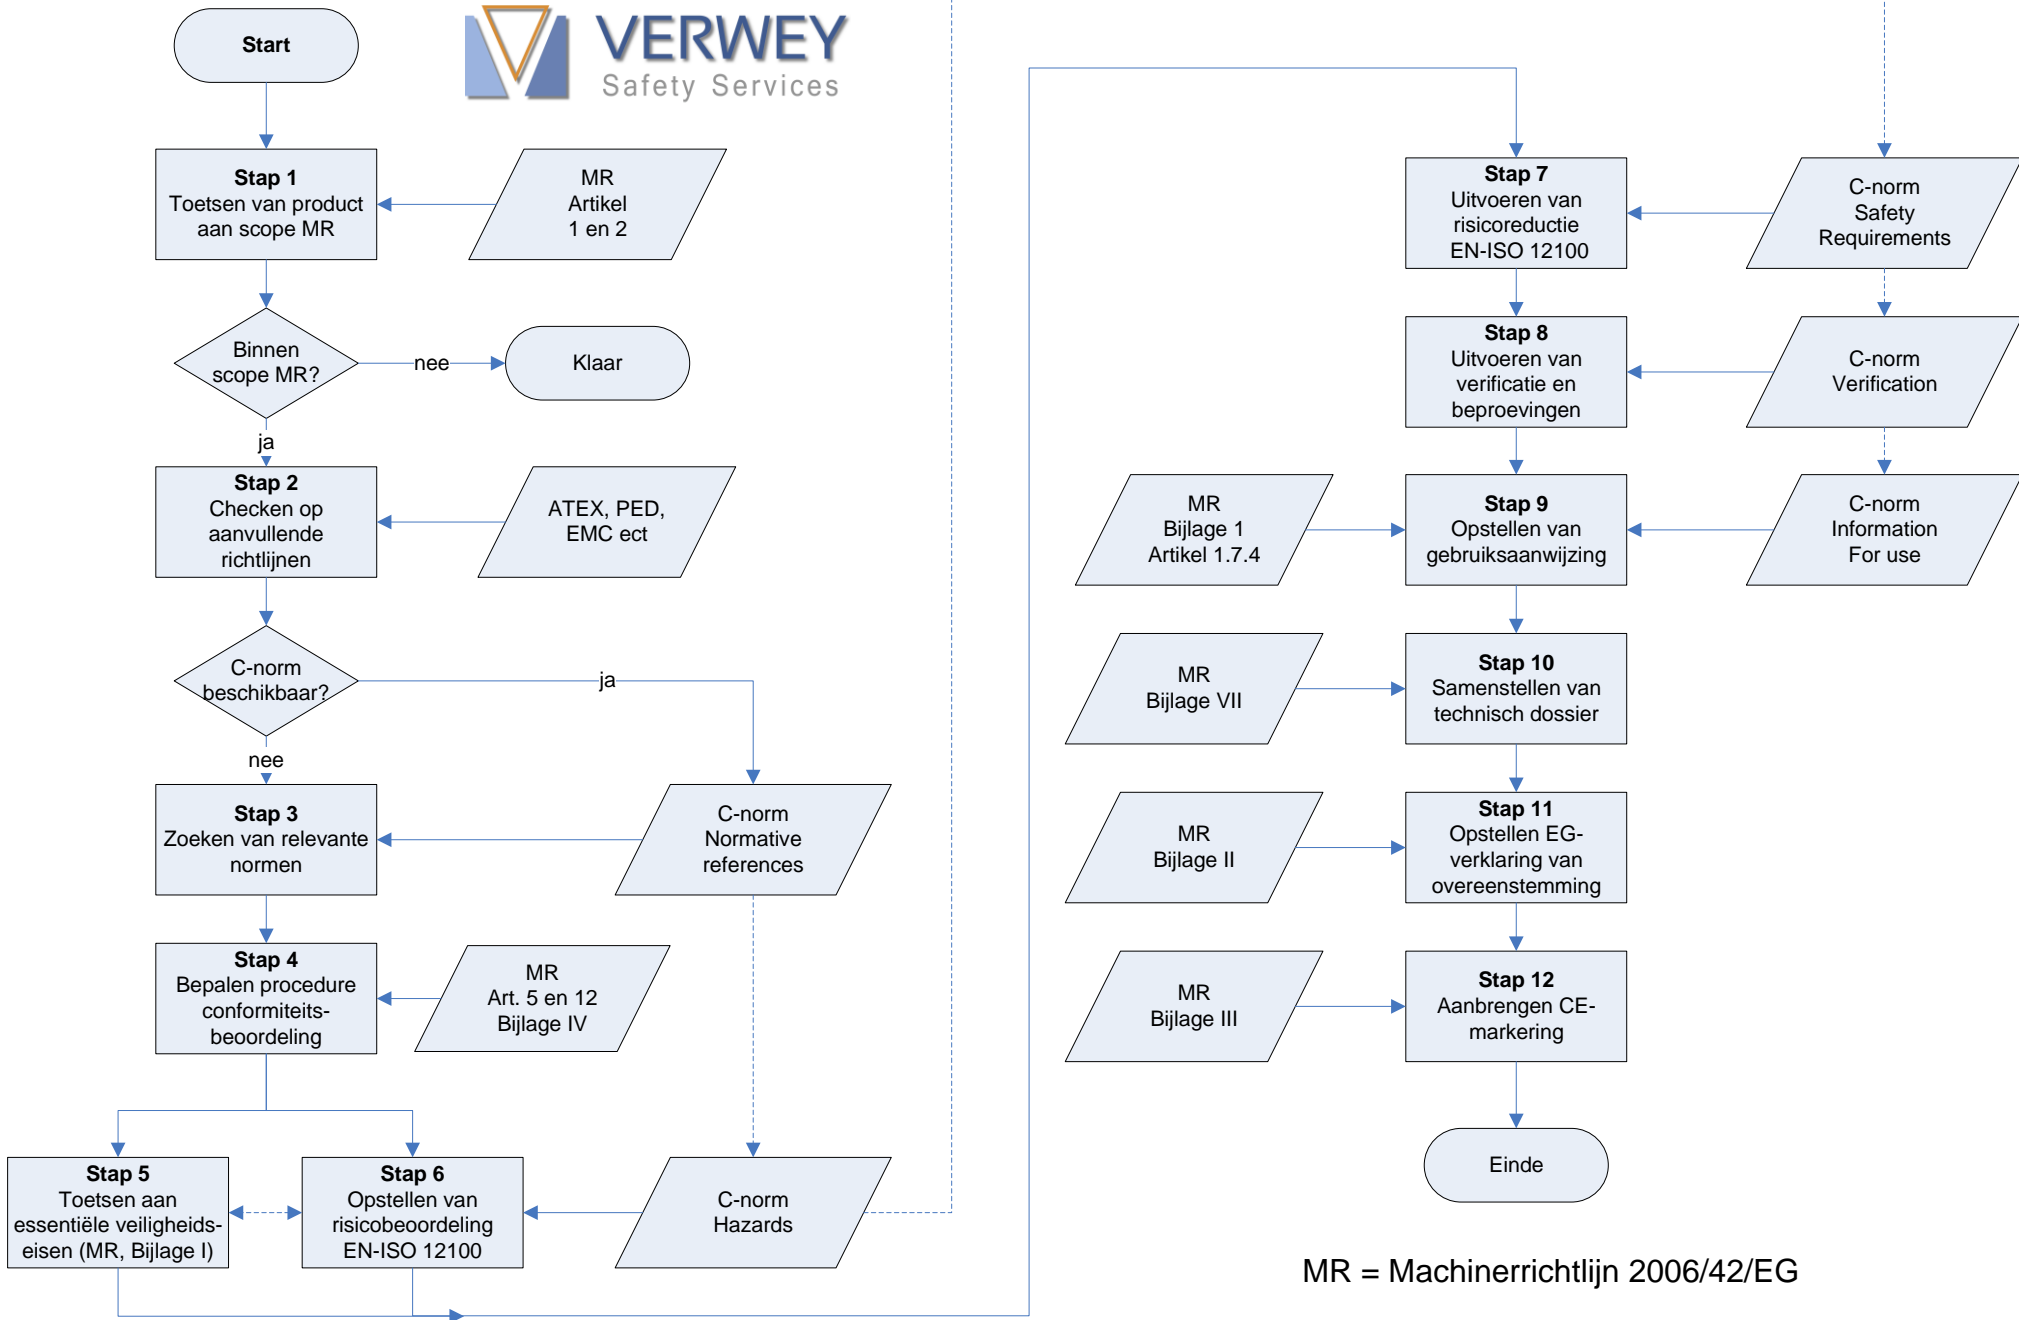 Start
VERWEY
Safety Services
Stap 1
Toetsen van product
aan scope MR
MR
Artikel
1 en 2
Binnen
scope MR?
nee
Klaar
ja
Stap 2
Checken op
aanvullende
richtlijnen
ATEX, PED,
EMC ect
C-norm
beschikbaar?
ja
nee
Stap 3
Zoeken van relevante
normen
C-norm
Normative
references
Stap 4
Bepalen procedure
conformiteits-
beoordeling
MR
Art. 5 en 12
Bijlage IV
Stap 5
Toetsen aan
essentiële veiligheids-
eisen (MR, Bijlage I)
Stap 6
Opstellen van
risicobeoordeling
EN-ISO 12100
C-norm
Hazards
Stap 7
Uitvoeren van
risicoreductie
EN-ISO 12100
C-norm
Safety
Requirements
Stap 8
Uitvoeren van
verificatie en
beproevingen
C-norm
Verification
MR
Bijlage 1
Artikel 1.7.4
Stap 9
Opstellen van
gebruiksaanwijzing
C-norm
Information
For use
MR
Bijlage VII
Stap 10
Samenstellen van
technisch dossier
MR
Bijlage II
Stap 11
Opstellen EG-
verklaring van
overeenstemming
MR
Bijlage III
Stap 12
Aanbrengen CE-
markering
Einde
MR = Machinerrichtlijn 2006/42/EG